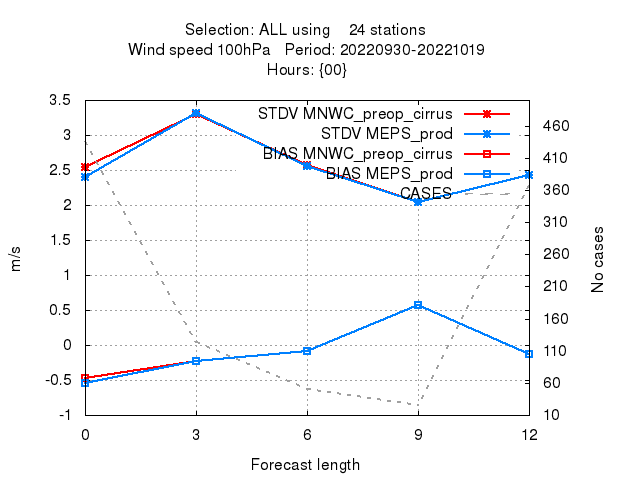 Selection: ALL using    24 stations
Wind speed 100hPa   Period: 20220930-20221019
Hours: {00}
STDV MNWC_preop_cirrus
STDV MEPS_prod
BIAS MNWC_preop_cirrus
BIAS MEPS_prod
CASES
3.5
3
2.5
2
1.5
1
0.5
0
-0.5
-1
m/s
460
410
360
310
260
210
160
110
60
10
No cases
0 3 6 9 12
Forecast length